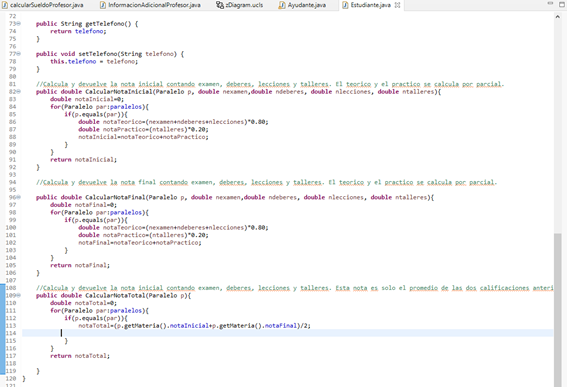 calcularSueldoProfesor.java InformacionAdicionalProfesor.java zDiagram.ucls Ayudante.java Estudiante.java
72
73 public String getTelefono() {
74 return telefono;
75 }
76
77 public void setTelefono(String telefono) {
78 this.telefono = telefono;
79 }
80
81 //Calcula y devuelve la nota inicial contando examen, deberes, lecciones y talleres. El teorico y el practico se calcula por parcial.
82 public double CalcularNotaInicial(Paralelo p, double nexamen,double ndeberes, double nlecciones, double ntalleres){
83 double notaInicial=0;
84 for(Paralelo par:paralelos){
85 if(p.equals(par)){
86 double notaTeorico=(nexamen+ndeberes+nlecciones)*0.80;
87 double notaPractico=(ntalleres)*0.20;
88 notaInicial=notaTeorico+notaPractico;
89 }
90 }
91 return notaInicial;
92 }
93
94 //Calcula y devuelve la nota final contando examen, deberes, lecciones y talleres. El teorico y el practico se calcula por parcial.
95
96 public double CalcularNotaFinal(Paralelo p, double nexamen,double ndeberes, double nlecciones, double ntalleres){
97 double notaFinal=0;
98 for(Paralelo par:paralelos){
99 if(p.equals(par)){
100 double notaTeorico=(nexamen+ndeberes+nlecciones)*0.80;
101 double notaPractico=(ntalleres)*0.20;
102 notaFinal=notaTeorico+notaPractico;
103 }
104 }
105 return notaFinal;
106 }
107
108 //Calcula y devuelve la nota inicial contando examen, deberes, lecciones y talleres. Esta nota es solo el promedio de las dos calificaciones anteri
109 public double CalcularNotaTotal(Paralelo p){
110 double notaTotal=0;
111 for(Paralelo par:paralelos){
112 if(p.equals(par)){
113 notaTotal=(p.getMateria().notaInicial+p.getMateria().notaFinal)/2;
114
115 }
116 }
117 return notaTotal;
118
119 }
120 }